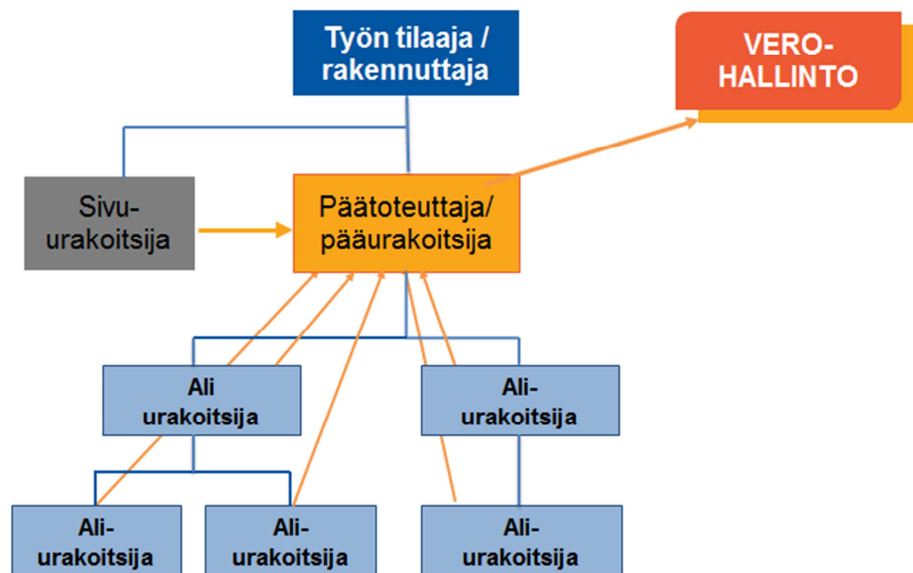 Työn tilaaja /
rakennuttaja
VERO-
HALLINTO
Sivu-
urakoitsija
Päätoteuttaja/
pääurakoitsija
Ali
urakoitsija
Ali-
urakoitsija
Ali-
urakoitsija
Ali-
urakoitsija
Ali-
urakoitsija